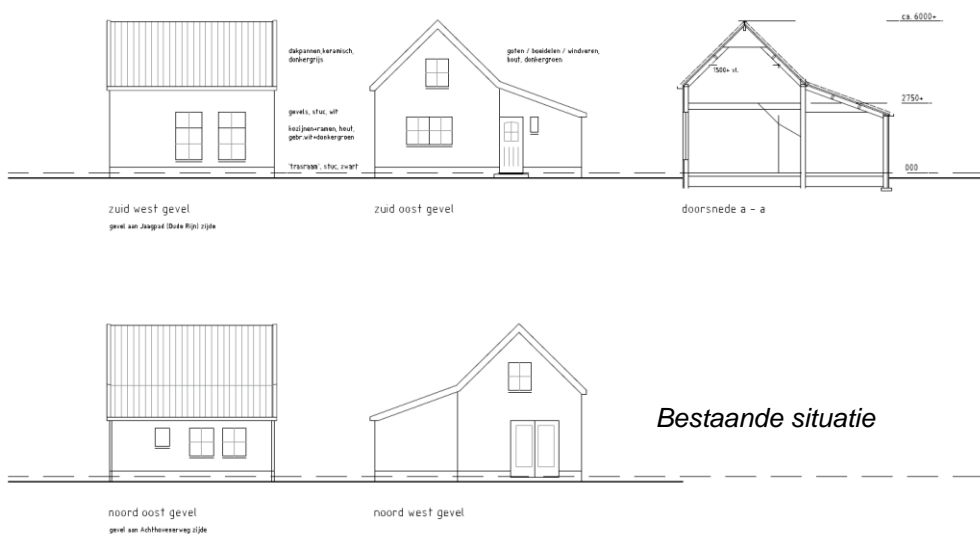 ca. 6000+
dakpannen,keramisch,
donkergrijs
goten / boeidelen / windveren,
hout, donkergroen
1500+ vl.
2750+
gevels, stuc, wit
kozijnen+ramen, hout,
gebr.wit+donkergroen
'trasraam', stuc, zwart
000
zuid west gevel
gevel aan Jaagpad (Oude Rijn) zijde
zuid oost gevel
doorsnede a - a
Bestaande situatie
noord oost gevel
gevel aan Achthovenerweg zijde
noord west gevel